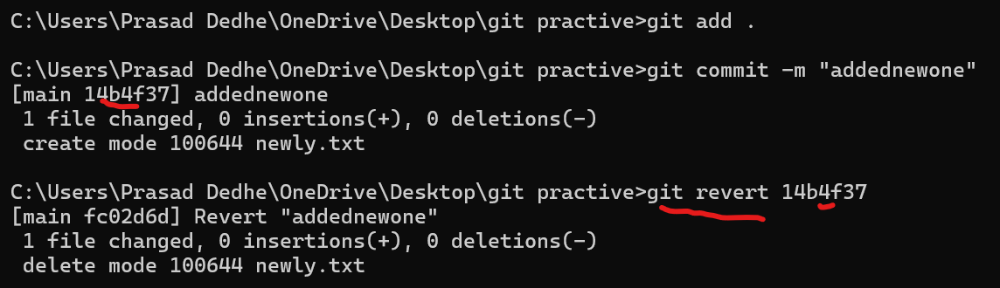 C:\Users\Prasad Dedhe\OneDrive\Desktop\git practive>git add .
C:\Users\Prasad Dedhe\OneDrive\Desktop\git practive>git commit -m "addednewone"
[main 14b4f37] addednewone
 1 file changed, 0 insertions(+), 0 deletions(-)
 create mode 100644 newly.txt
C:\Users\Prasad Dedhe\OneDrive\Desktop\git practive>git revert 14b4f37
[main fc02d6d] Revert "addednewone"
 1 file changed, 0 insertions(+), 0 deletions(-)
 delete mode 100644 newly.txt